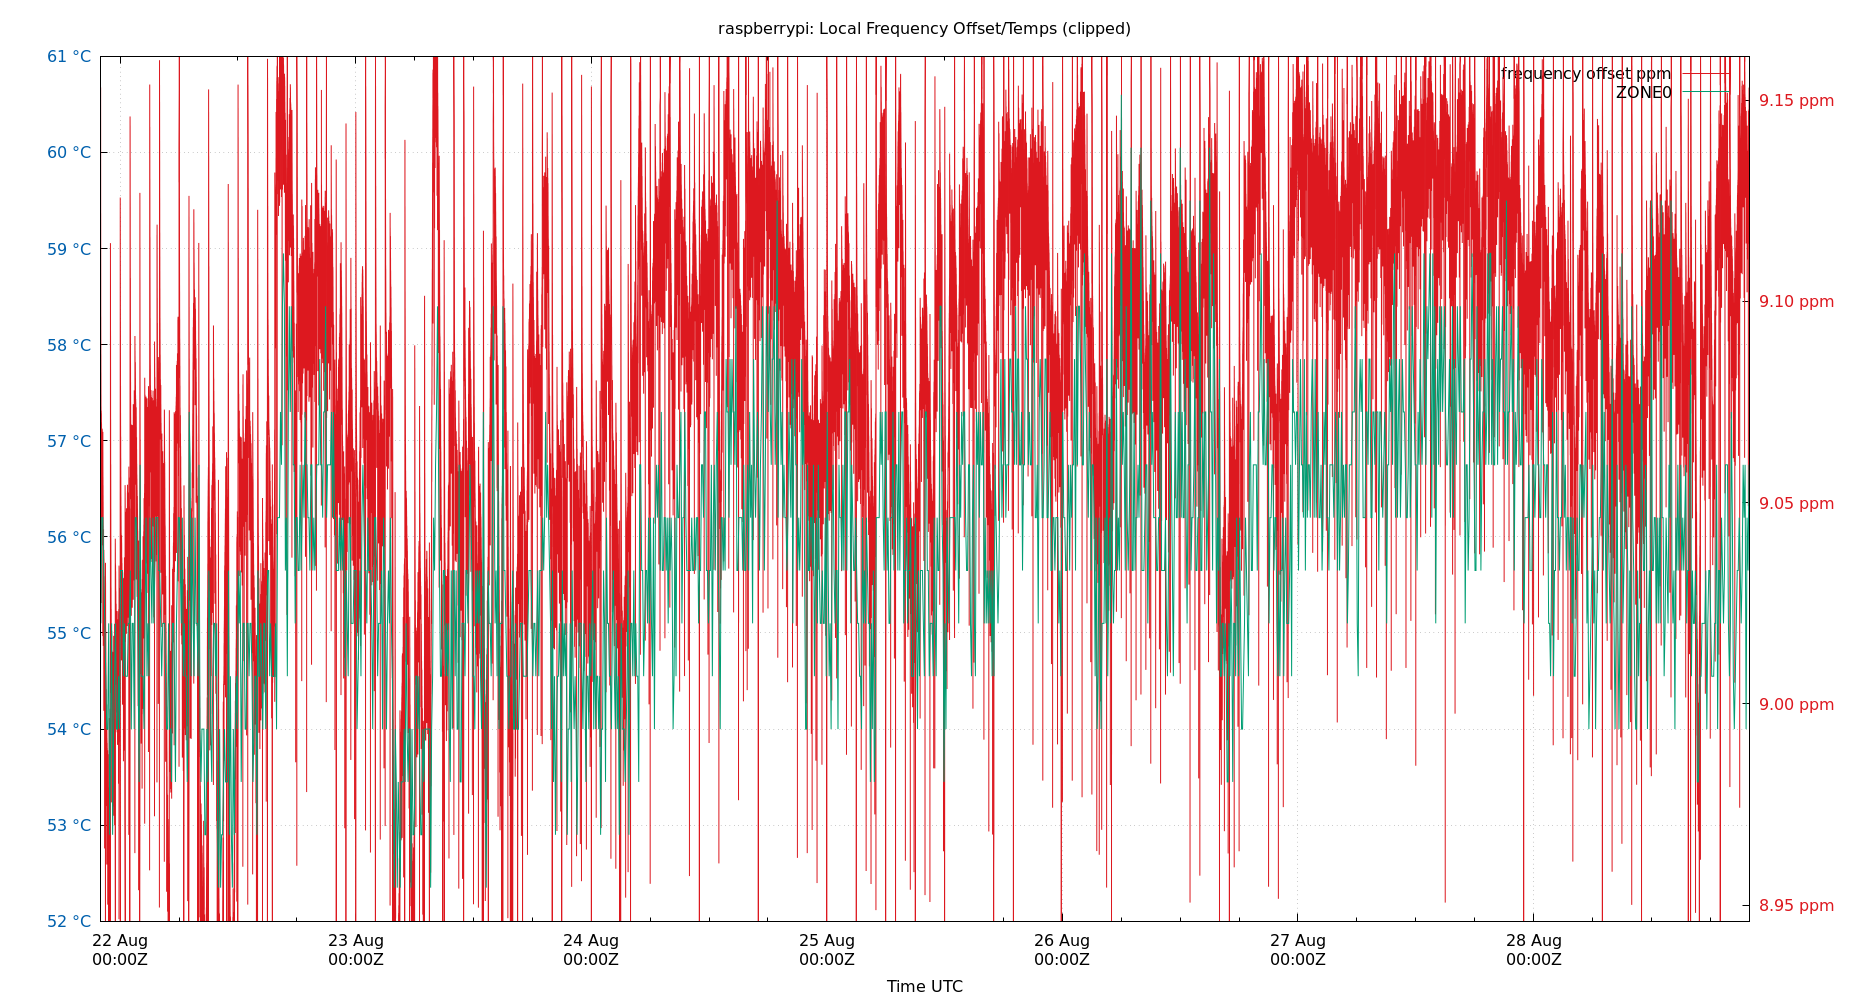 raspberrypi: Local Frequency Offset/Temps (clipped)
61 °C
60 °C
59 °C
58 °C
57 °C
56 °C
55 °C
54 °C
53 °C
52 °C
frequency offset ppm
ZONE0
9.15 ppm
9.10 ppm
9.05 ppm
9.00 ppm
8.95 ppm
22 Aug 23 Aug 24 Aug 25 Aug 26 Aug 27 Aug 28 Aug
00:00Z 00:00Z 00:00Z 00:00Z 00:00Z 00:00Z 00:00Z
Time UTC